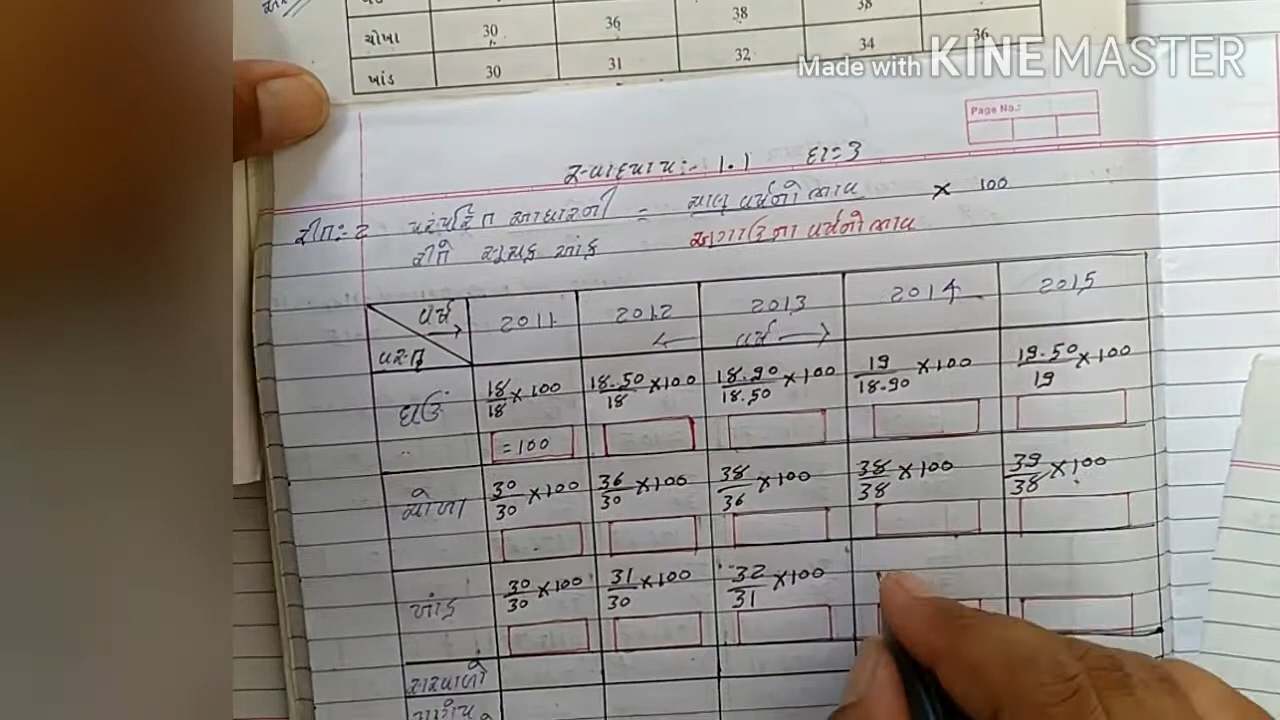 38 38
ચોખા 30 36 38 34 36
ખાંડ 30 31 32
Made with KINEMASTER
Page No.:
સ્વાધ્યાય:- 1.1 દા:3
રીત:-2 પરંપરિત આધારની = ચાલુ વર્ષનો ભાવ × 100
રીતે સૂચક આંક અગાઉના વર્ષનો ભાવ
વર્ષ → 2011 2012 2013 2014 2015
વસ્તુ ← વર્ષ →
ઘઉં 18/18 × 100 18.50/18 × 100 18.90/18.50 × 100 19/18.90 × 100 19.50/19 × 100
= 100
ચોખા 30/30 × 100 36/30 × 100 38/36 × 100 38/38 × 100 39/38 × 100
ખાંડ 30/30 × 100 31/30 × 100 32/31 × 100
સરવાળો